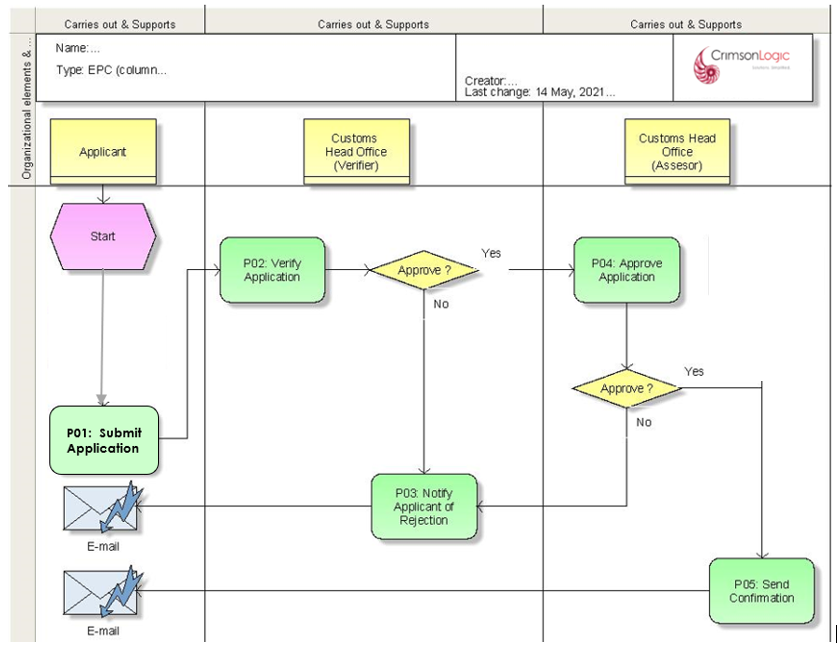 Carries out & Supports
Carries out & Supports
Carries out & Supports
Organizational elements & ...
Name:...
Type: EPC (column...
Creator:...
Last change: 14 May, 2021...
CrimsonLogic
Applicant
Customs
Head Office
(Verifier)
Customs Head
Office
(Assesor)
Start
P02: Verify
Application
Approve ?
Yes
No
P04: Approve
Application
Approve ?
Yes
No
P01: Submit
Application
P03: Notify
Applicant of
Rejection
E-mail
P05: Send
Confirmation
E-mail